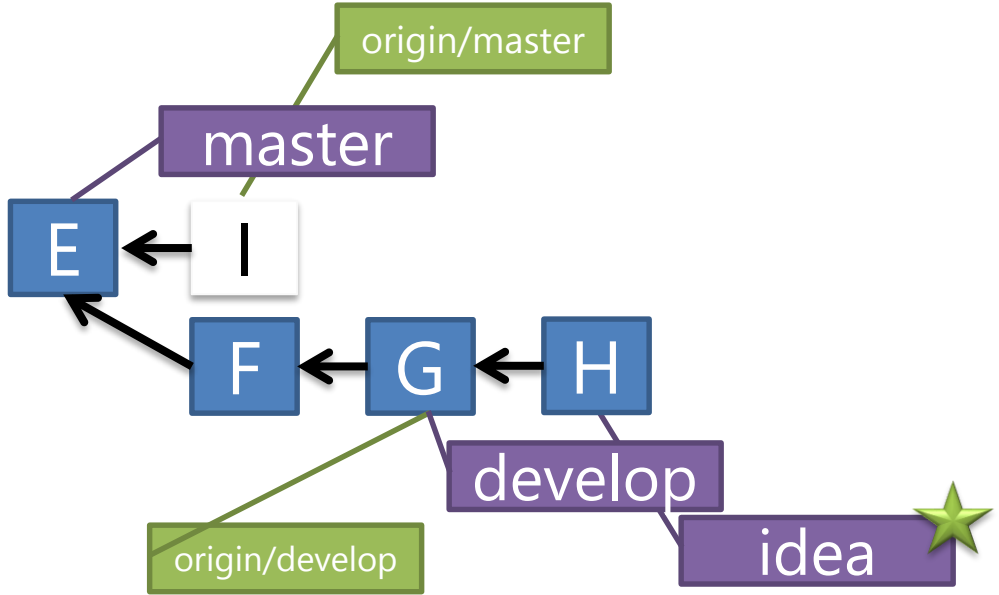 origin/master
master
E
I
F
G
H
develop
origin/develop
idea